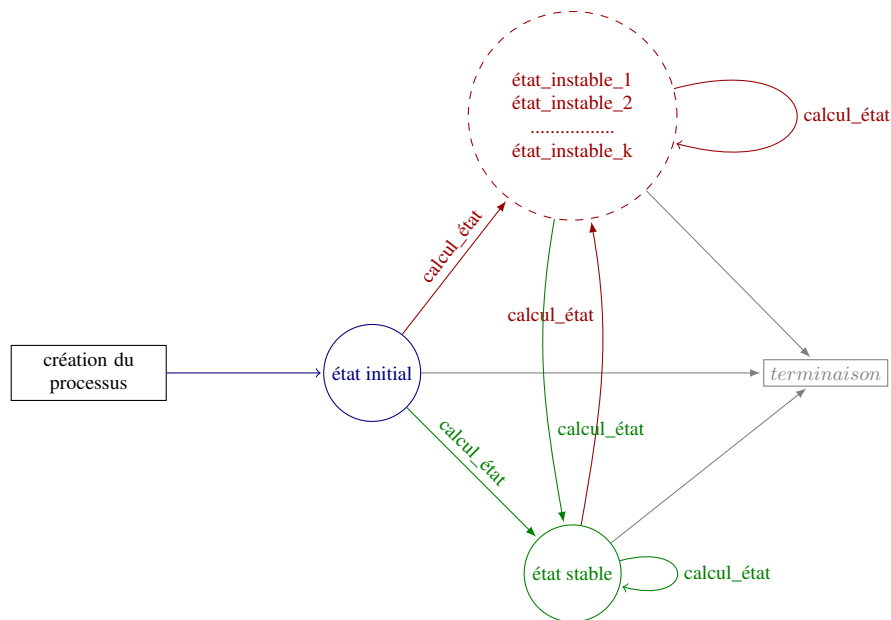 état_instable_1
état_instable_2
.................
état_instable_k
calcul_état
calcul_état
calcul_état
création du
processus
état initial
terminaison
calcul_état
calcul_état
état stable
calcul_état